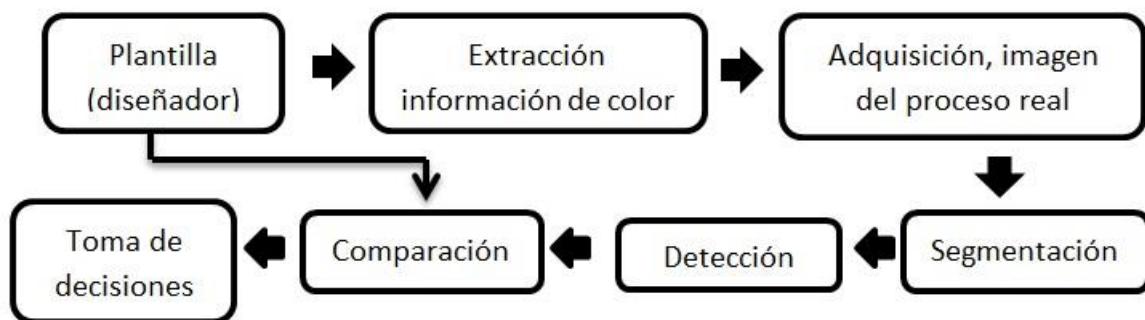 Plantilla
(diseñador)
Extracción
información de color
Adquisición, imagen
del proceso real
Toma de
decisiones
Comparación
Detección
Segmentación